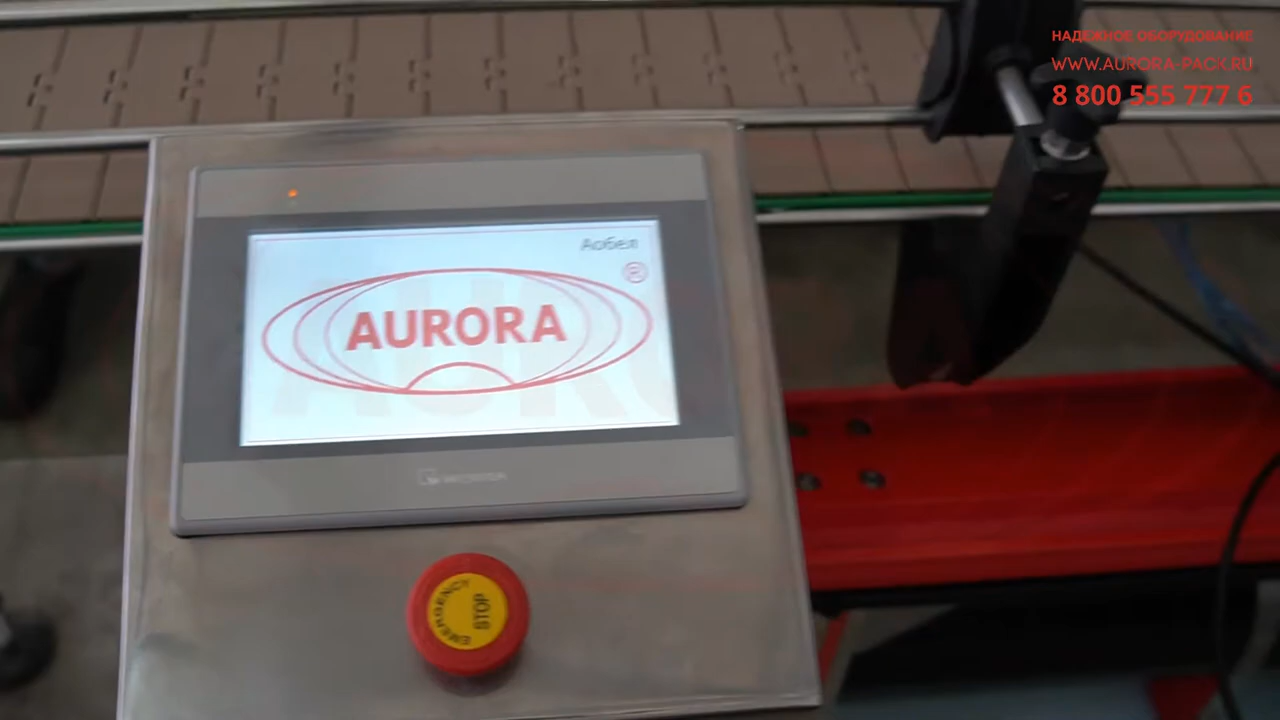 НАДЕЖНОЕ ОБОРУДОВАНИЕ
WWW.AURORA-PACK.RU
8 800 555 777 6
Аобел
®
AURORA
EMERGENCY
STOP